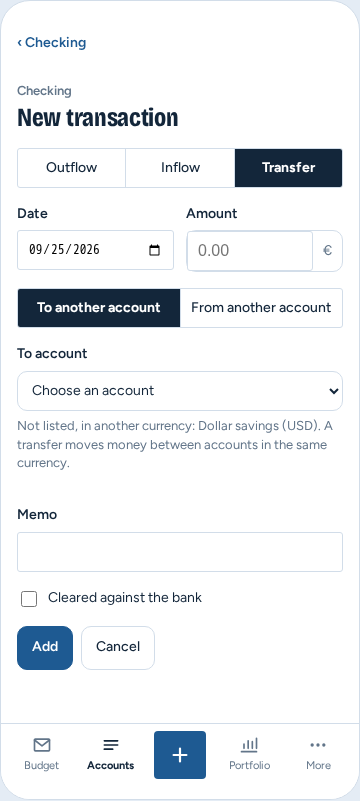 ‹ Checking
Checking
New transaction
Outflow Inflow Transfer
Date Amount
09/25/2026 0.00 €
To another account From another account
To account
Choose an account
Not listed, in another currency: Dollar savings (USD). A
transfer moves money between accounts in the same
currency.
Memo
Cleared against the bank
Add Cancel
Budget Accounts + Portfolio More